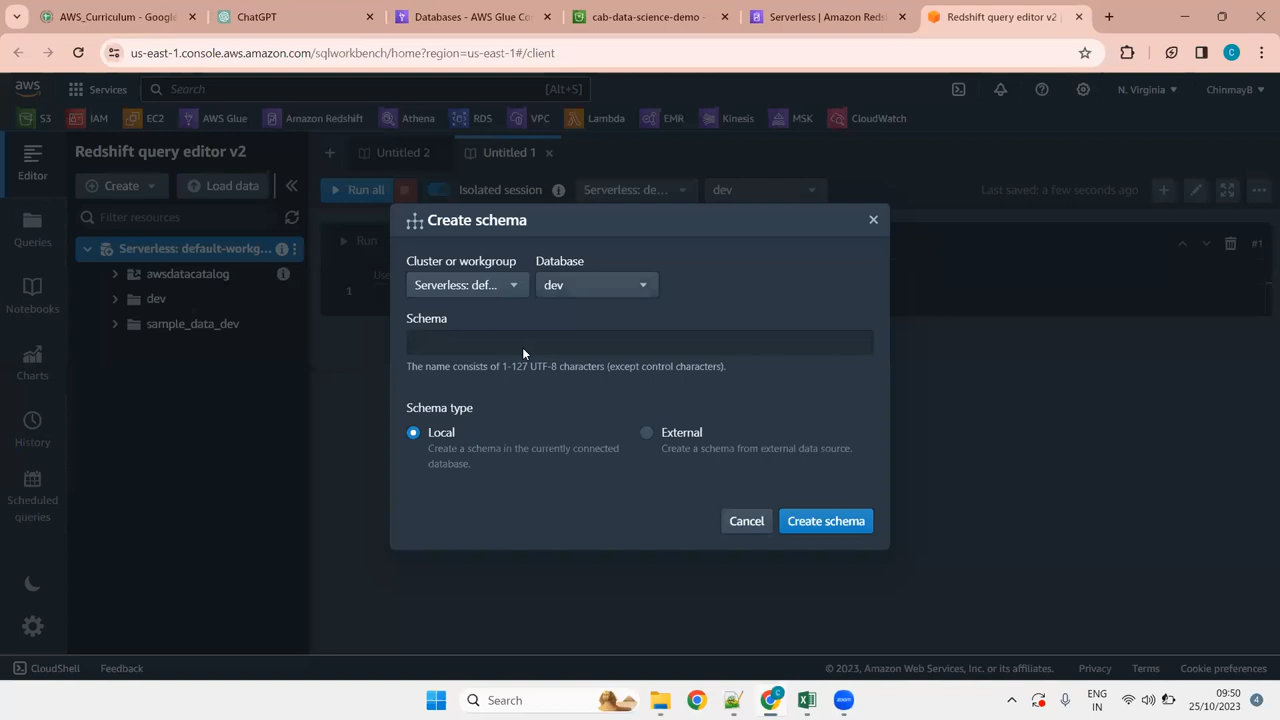 AWS_Curriculum - Google
ChatGPT
Databases - AWS Glue Co
cab-data-science-demo -
Serverless | Amazon Reds
Redshift query editor v2
us-east-1.console.aws.amazon.com/sqlworkbench/home?region=us-east-1#/client
C
aws
Services
Search
[Alt+S]
N. Virginia
ChinmayB
S3
IAM
EC2
AWS Glue
Amazon Redshift
Athena
RDS
VPC
Lambda
EMR
Kinesis
MSK
CloudWatch
Editor
Queries
Notebooks
Charts
History
Scheduled
queries
Redshift query editor v2
Create
Load data
Filter resources
Serverless: default-workg...
awsdatacatalog
dev
sample_data_dev
Untitled 2
Untitled 1
Run all
Isolated session
Serverless: de...
dev
Last saved: a few seconds ago
Run
#1
1
Create schema
Cluster or workgroup
Database
Serverless: def...
dev
Schema
The name consists of 1-127 UTF-8 characters (except control characters).
Schema type
Local
Create a schema in the currently connected
database.
External
Create a schema from external data source.
Cancel
Create schema
CloudShell
Feedback
© 2023, Amazon Web Services, Inc. or its affiliates.
Privacy
Terms
Cookie preferences
Search
zoom
ENG
IN
09:50
25/10/2023
4